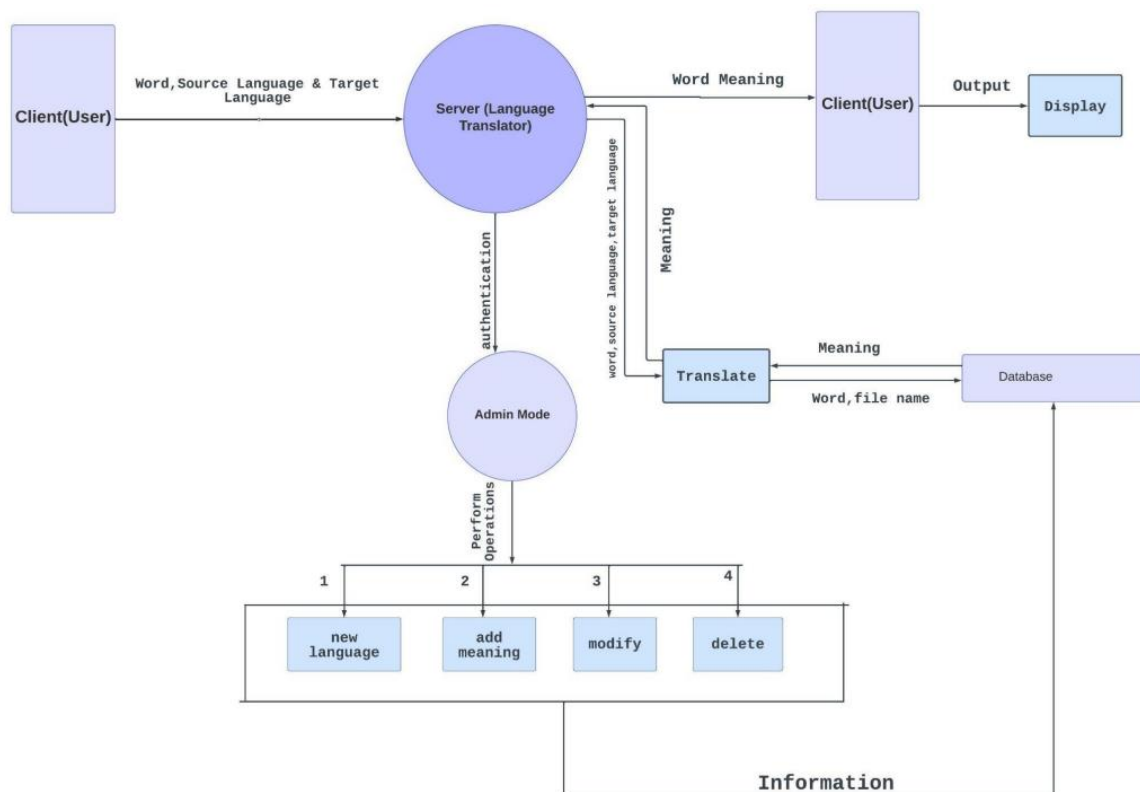 Client(User)
Word,Source Language & Target
Language
Server (Language
Translator)
Word Meaning
Client(User)
Output
Display
authentication
word,source language,target language
Meaning
Translate
Meaning
Word,file name
Database
Admin Mode
Perform
Operations
1
2
3
4
new
language
add
meaning
modify
delete
Information